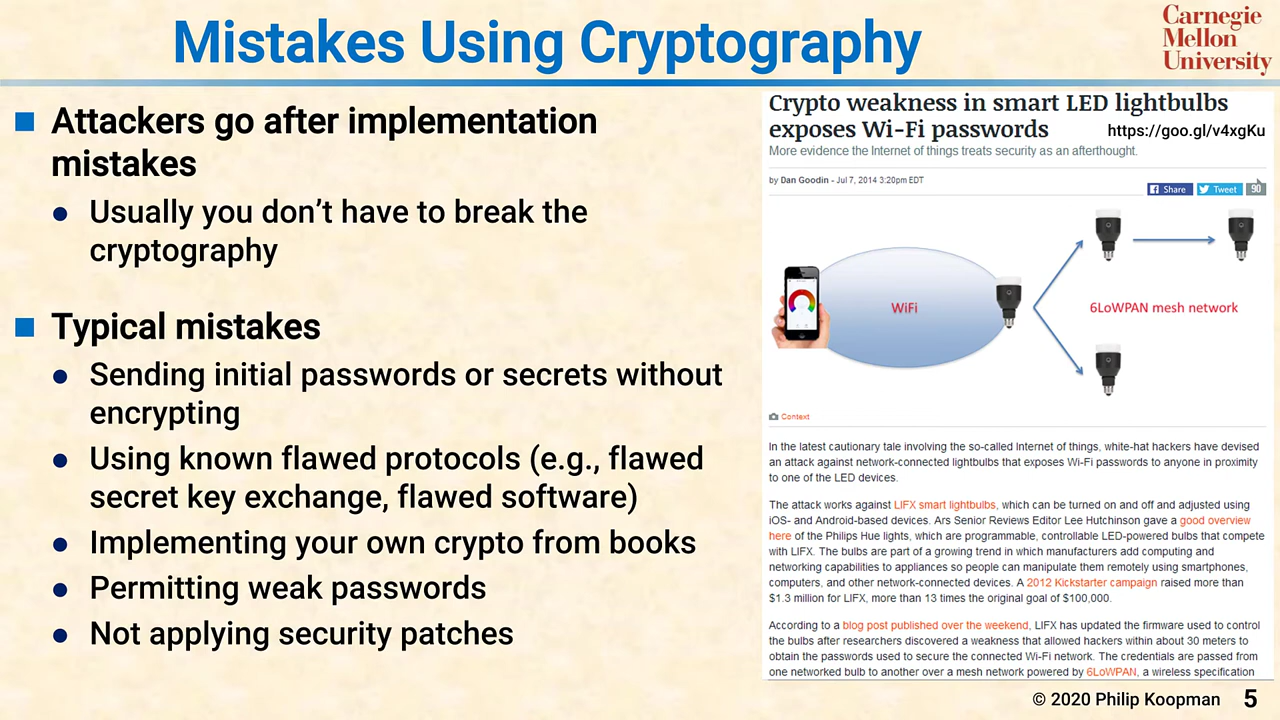 Mistakes Using Cryptography
Carnegie
Mellon
University
Attackers go after implementation
mistakes
Usually you don’t have to break the
cryptography
Typical mistakes
Sending initial passwords or secrets without
encrypting
Using known flawed protocols (e.g., flawed
secret key exchange, flawed software)
Implementing your own crypto from books
Permitting weak passwords
Not applying security patches
Crypto weakness in smart LED lightbulbs
exposes Wi-Fi passwords
https://goo.gl/v4xgKu
More evidence the Internet of things treats security as an afterthought.
by Dan Goodin - Jul 7, 2014 3:20pm EDT
Share
Tweet
90
WiFi
6LoWPAN mesh network
Context
In the latest cautionary tale involving the so-called Internet of things, white-hat hackers have devised
an attack against network-connected lightbulbs that exposes Wi-Fi passwords to anyone in proximity
to one of the LED devices.
The attack works against LIFX smart lightbulbs, which can be turned on and off and adjusted using
iOS- and Android-based devices. Ars Senior Reviews Editor Lee Hutchinson gave a good overview
here of the Philips Hue lights, which are programmable, controllable LED-powered bulbs that compete
with LIFX. The bulbs are part of a growing trend in which manufacturers add computing and
networking capabilities to appliances so people can manipulate them remotely using smartphones,
computers, and other network-connected devices. A 2012 Kickstarter campaign raised more than
$1.3 million for LIFX, more than 13 times the original goal of $100,000.
According to a blog post published over the weekend, LIFX has updated the firmware used to control
the bulbs after researchers discovered a weakness that allowed hackers within about 30 meters to
obtain the passwords used to secure the connected Wi-Fi network. The credentials are passed from
one networked bulb to another over a mesh network powered by 6LoWPAN, a wireless specification
© 2020 Philip Koopman 5